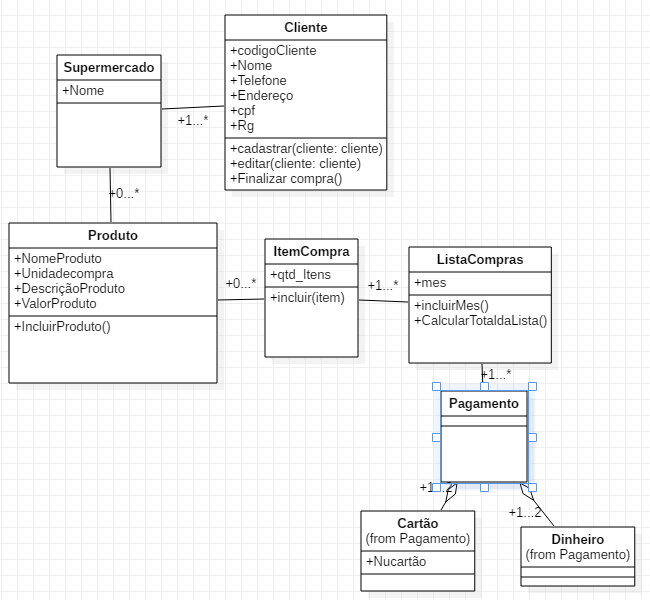 Cliente
+codigoCliente
+Nome
+Telefone
+Endereço
+cpf
+Rg
+cadastrar(cliente: cliente)
+editar(cliente: cliente)
+Finalizar compra()
Supermercado
+Nome
+1...*
+0...*
Produto
+NomeProduto
+Unidadecompra
+DescriçãoProduto
+ValorProduto
+IncluirProduto()
+0...*
ItemCompra
+qtd_Itens
+incluir(item)
+1...*
ListaCompras
+mes
+incluirMes()
+CalcularTotaldaLista()
+1...*
Pagamento
+1...2
+1...2
Cartão
(from Pagamento)
+Nucartão
Dinheiro
(from Pagamento)